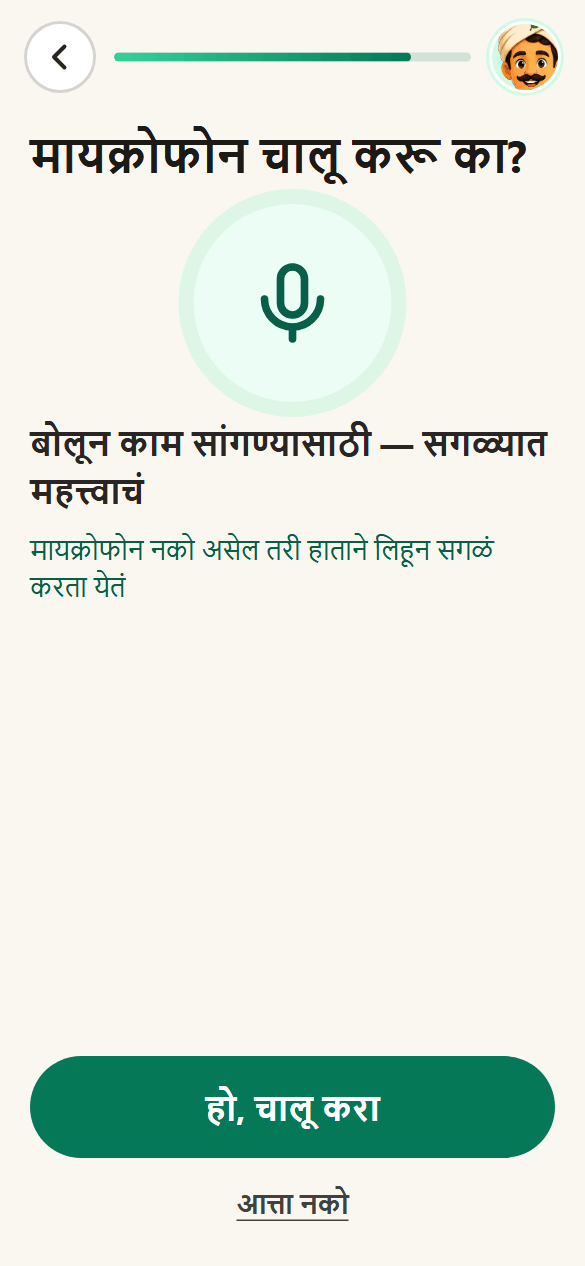 मायक्रोफोन चालू करू का?
बोलून काम सांगण्यासाठी — सगळ्यात
महत्त्वाचं
मायक्रोफोन नको असेल तरी हाताने लिहून सगळं
करता येतं
हो, चालू करा
आत्ता नको